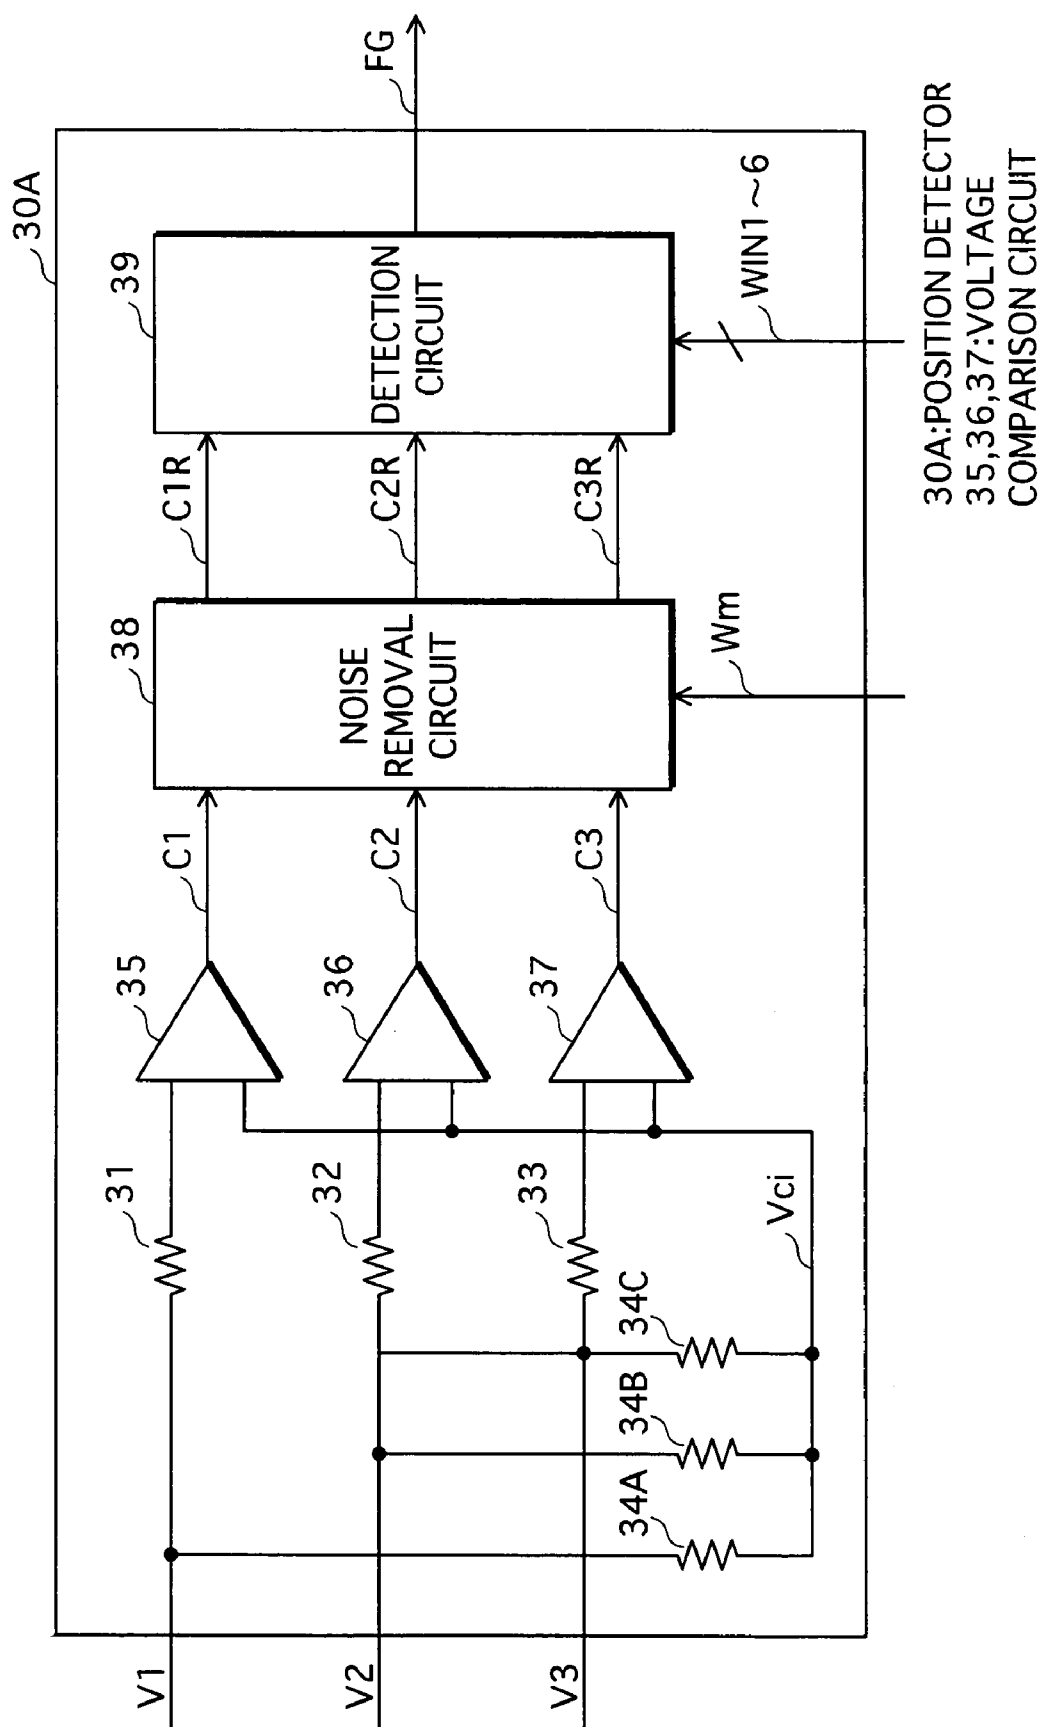 30A
V1
V2
V3
31
32
33
34A
34B
34C
Vci
35
36
37
C1
C2
C3
38
NOISE
REMOVAL
CIRCUIT
Wm
C1R
C2R
C3R
39
DETECTION
CIRCUIT
WIN1~6
FG
30A:POSITION DETECTOR
35,36,37:VOLTAGE
COMPARISON CIRCUIT